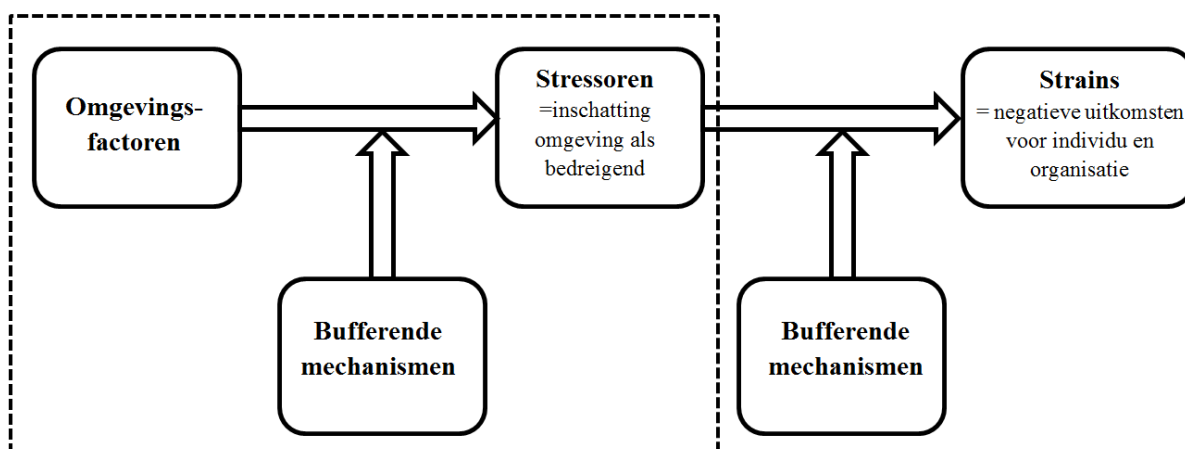 Omgevings-
factoren
Stressoren
=inschatting
omgeving als
bedreigend
Strains
= negatieve uitkomsten
voor individu en
organisatie
Bufferende
mechanismen
Bufferende
mechanismen